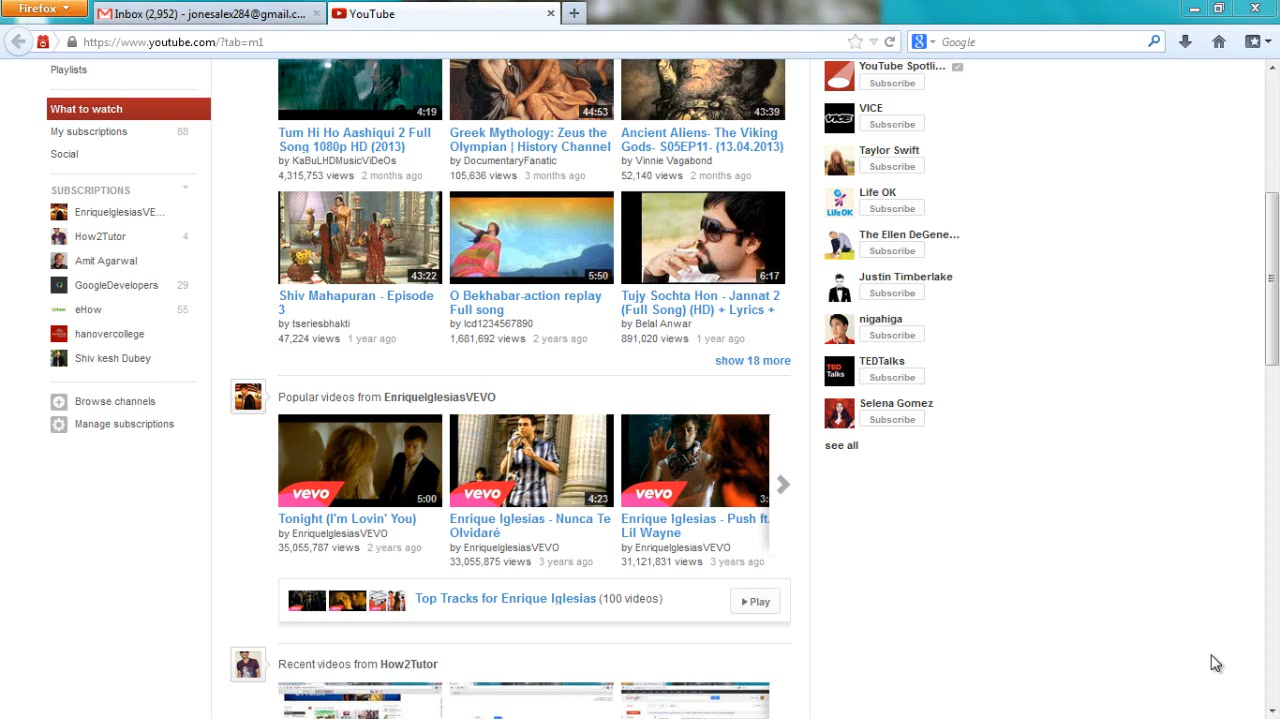 Firefox
Inbox (2,952) - jonesalex284@gmail.c...
YouTube
https://www.youtube.com/?tab=m1
Google
Playlists
What to watch
My subscriptions 88
Social
SUBSCRIPTIONS
EnriqueIglesiasVE...
How2Tutor 4
Amit Agarwal
GoogleDevelopers 29
eHow 55
hanovercollege
Shiv kesh Dubey
Browse channels
Manage subscriptions
4:19
44:53
43:39
Tum Hi Ho Aashiqui 2 Full
Song 1080p HD (2013)
by KaBuLHDMusicViDeOs
4,315,753 views 2 months ago
Greek Mythology: Zeus the
Olympian | History Channel
by DocumentaryFanatic
105,636 views 3 months ago
Ancient Aliens- The Viking
Gods- S05EP11- (13.04.2013)
by Vinnie Vagabond
52,140 views 2 months ago
43:22
5:50
6:17
Shiv Mahapuran - Episode
3
by tseriesbhakti
47,224 views 1 year ago
O Bekhabar-action replay
Full song
by lcd1234567890
1,681,692 views 2 years ago
Tujy Sochta Hon - Jannat 2
(Full Song) (HD) + Lyrics +
by Belal Anwar
891,020 views 1 year ago
show 18 more
Popular videos from EnriqueIglesiasVEVO
vevo 5:00
vevo 4:23
vevo 3:
Tonight (I'm Lovin' You)
by EnriqueIglesiasVEVO
35,055,787 views 2 years ago
Enrique Iglesias - Nunca Te
Olvidaré
by EnriqueIglesiasVEVO
33,055,875 views 3 years ago
Enrique Iglesias - Push ft.
Lil Wayne
by EnriqueIglesiasVEVO
31,121,831 views 3 years ago
Top Tracks for Enrique Iglesias (100 videos)
Play
Recent videos from How2Tutor
YouTube Spotli...
Subscribe
VICE
Subscribe
Taylor Swift
Subscribe
Life OK
Subscribe
The Ellen DeGene...
Subscribe
Justin Timberlake
Subscribe
nigahiga
Subscribe
TED
Talks
TEDTalks
Subscribe
Selena Gomez
Subscribe
see all